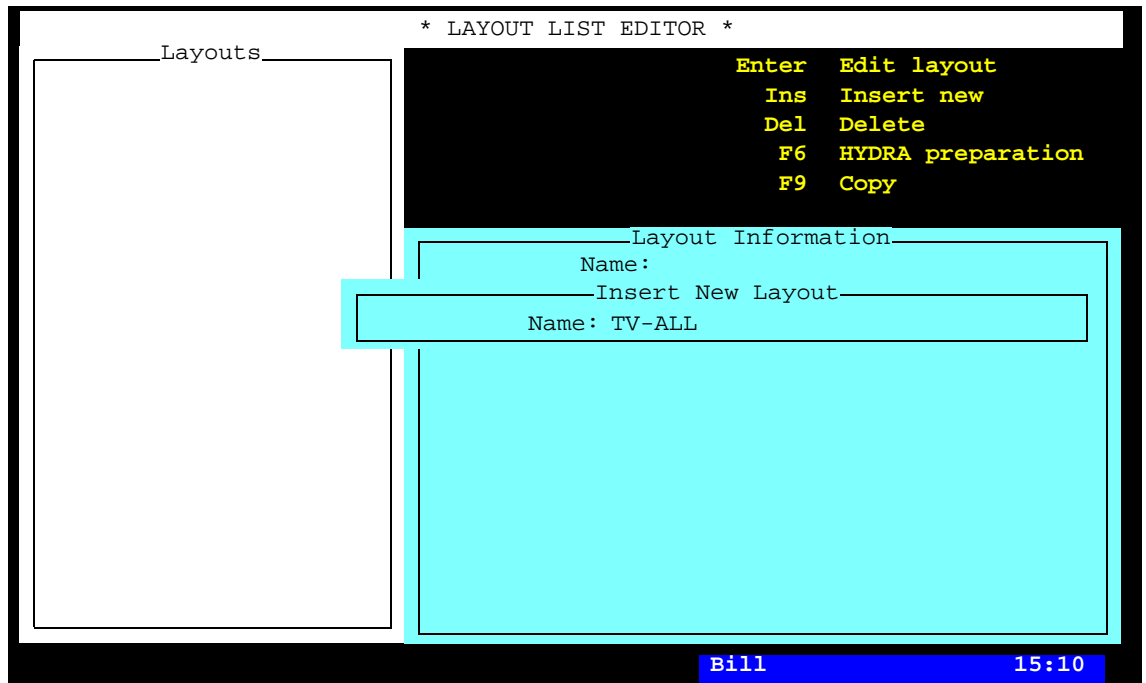 * LAYOUT LIST EDITOR *
Layouts
Enter Edit layout
Ins Insert new
Del Delete
F6 HYDRA preparation
F9 Copy
Layout Information
Name:
Insert New Layout
Name: TV-ALL
Bill 15:10